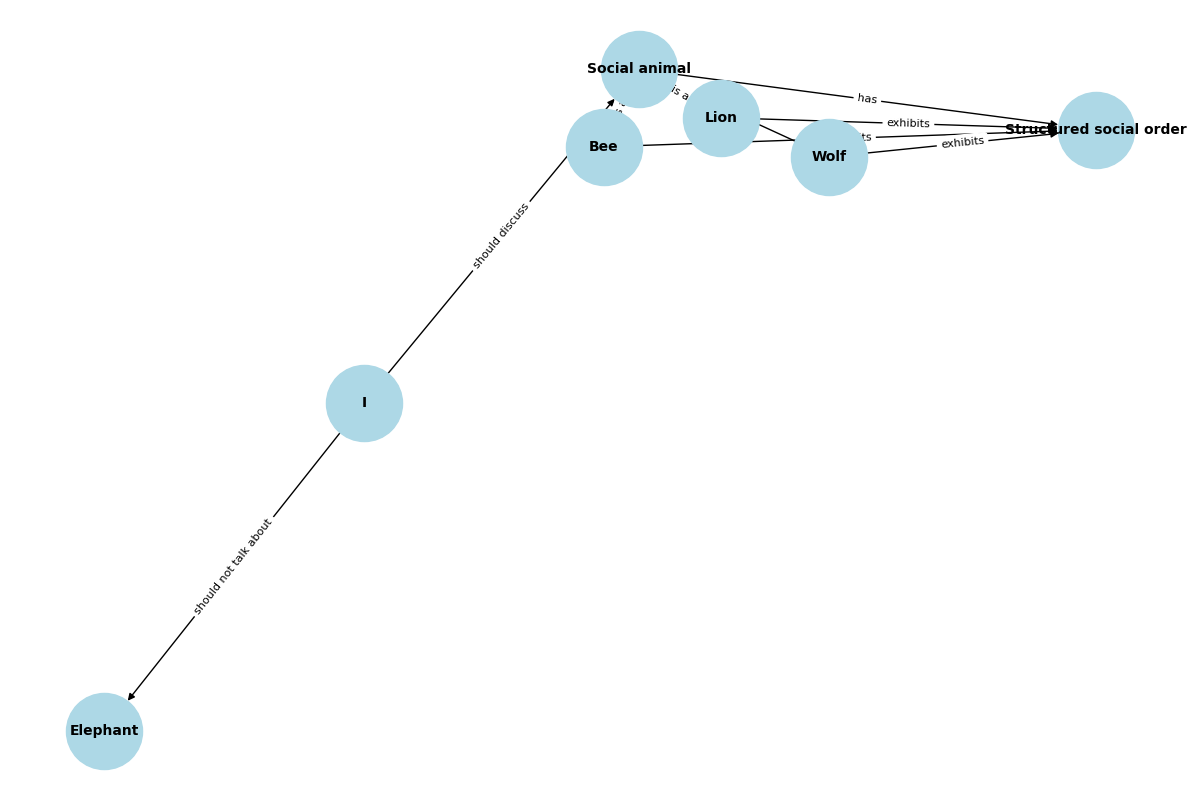 Social animal
is a
has
Lion
exhibits
Structured social order
Bee
Wolf
exhibits
should discuss
I
should not talk about
Elephant